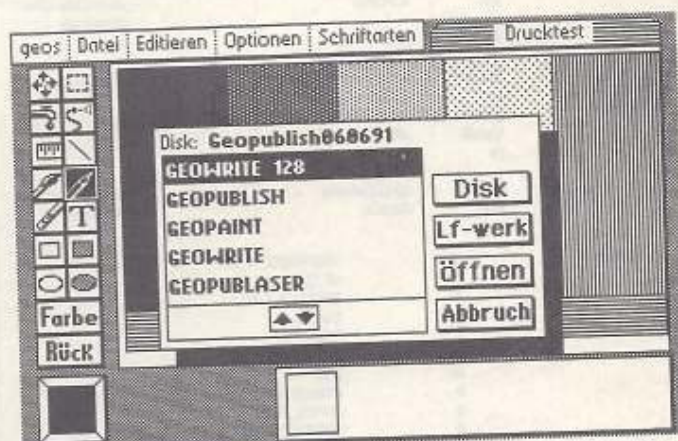 geos Datei Editieren Optionen Schriftarten Drucktest
Disk: Geopublish060691
GEOWRITE 128
GEOPUBLISH
GEOPAINT
GEOWRITE
GEOPUBLASER
Disk
Lf-werk
öffnen
Abbruch
T
Farbe
Rück